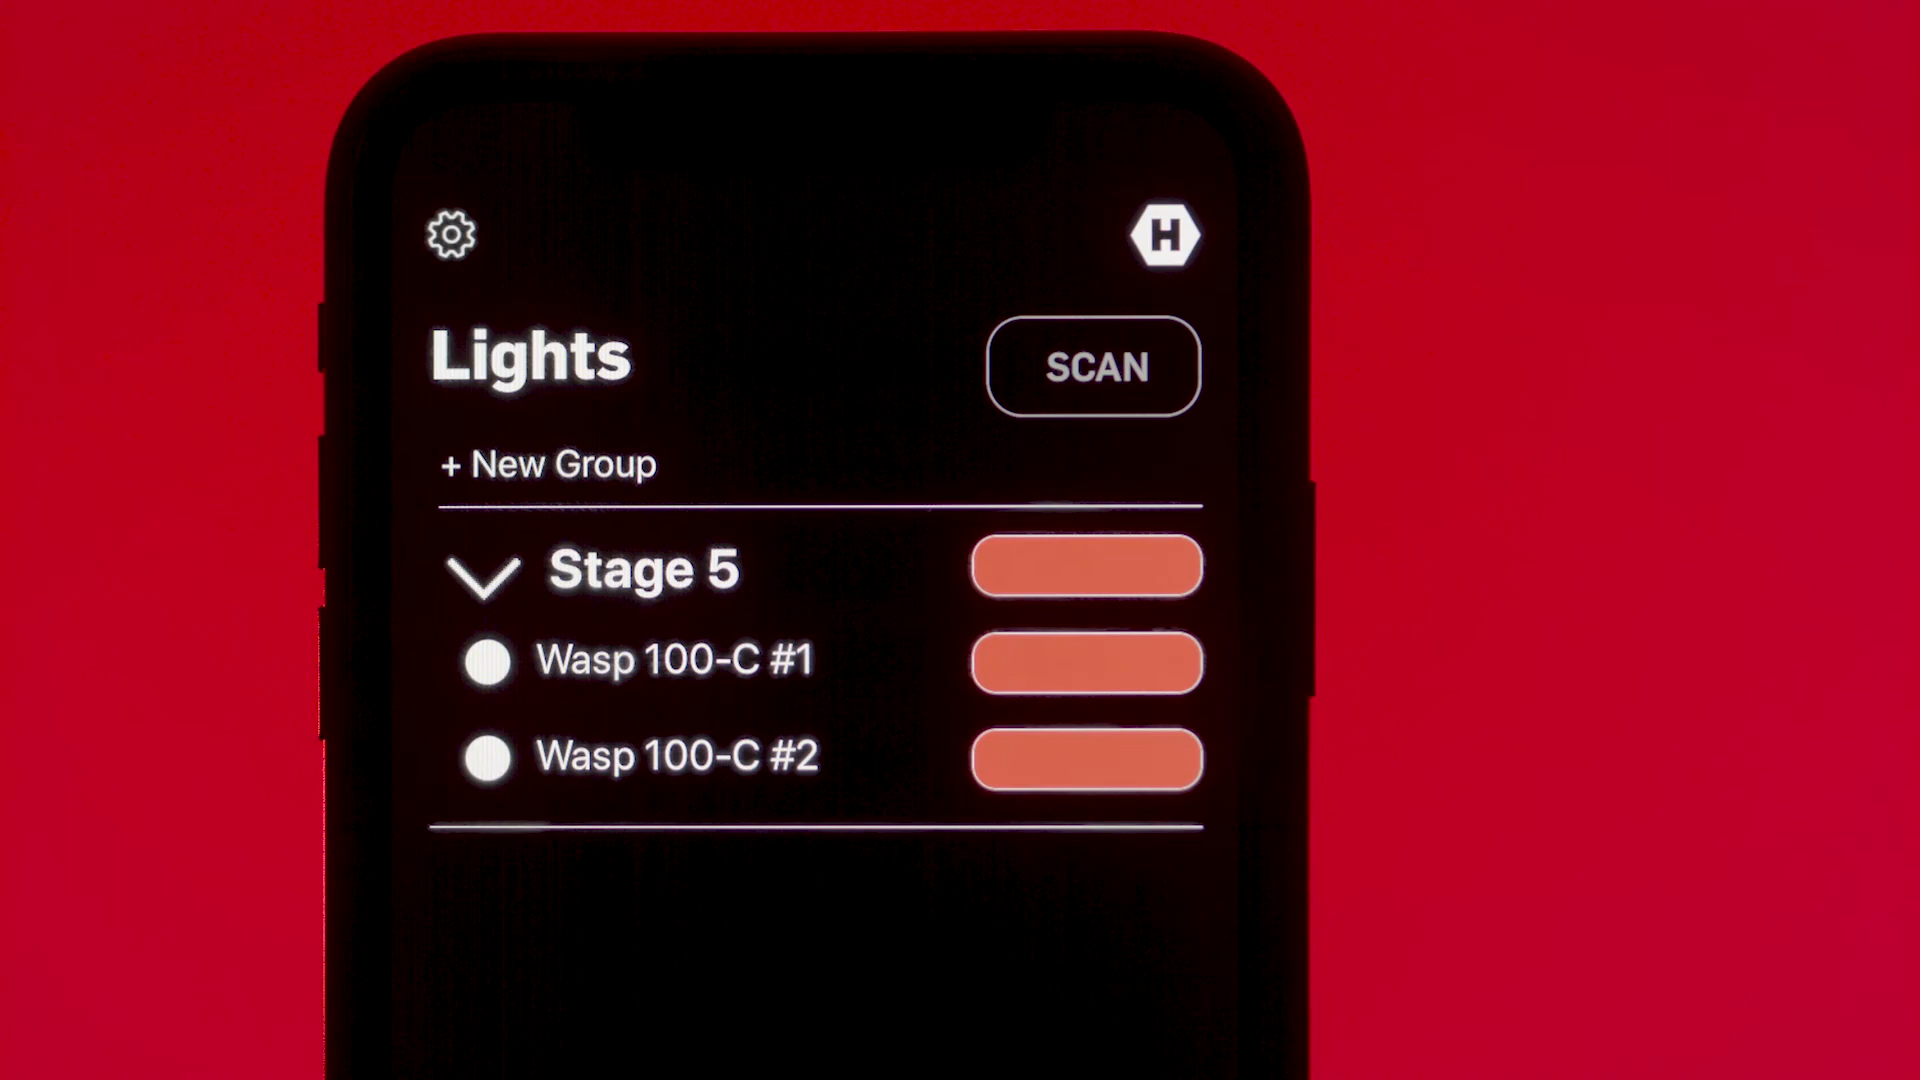 H
Lights
SCAN
+ New Group
Stage 5
Wasp 100-C #1
Wasp 100-C #2